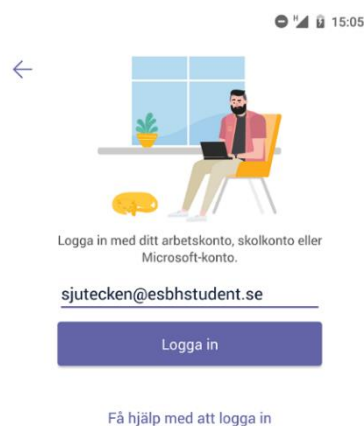 H 15:05
Logga in med ditt arbetskonto, skolkonto eller
Microsoft-konto.
sjutecken@esbhstudent.se
Logga in
Få hjälp med att logga in